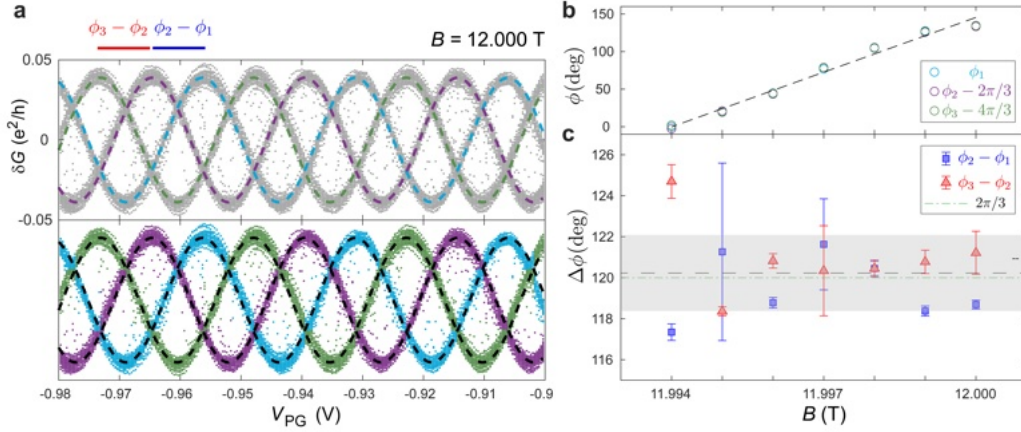 a
ϕ3 − ϕ2 ϕ2 − ϕ1
B = 12.000 T
0.05
0
-0.05
δG (e²/h)
-0.98 -0.97 -0.96 -0.95 -0.94 -0.93 -0.92 -0.91 -0.9
VPG (V)
b
150
100
50
0
ϕ(deg)
ϕ1
ϕ2 − 2π/3
ϕ3 − 4π/3
c
126
124
122
120
118
116
Δϕ(deg)
ϕ2 − ϕ1
ϕ3 − ϕ2
2π/3
11.994 11.997 12.000
B (T)